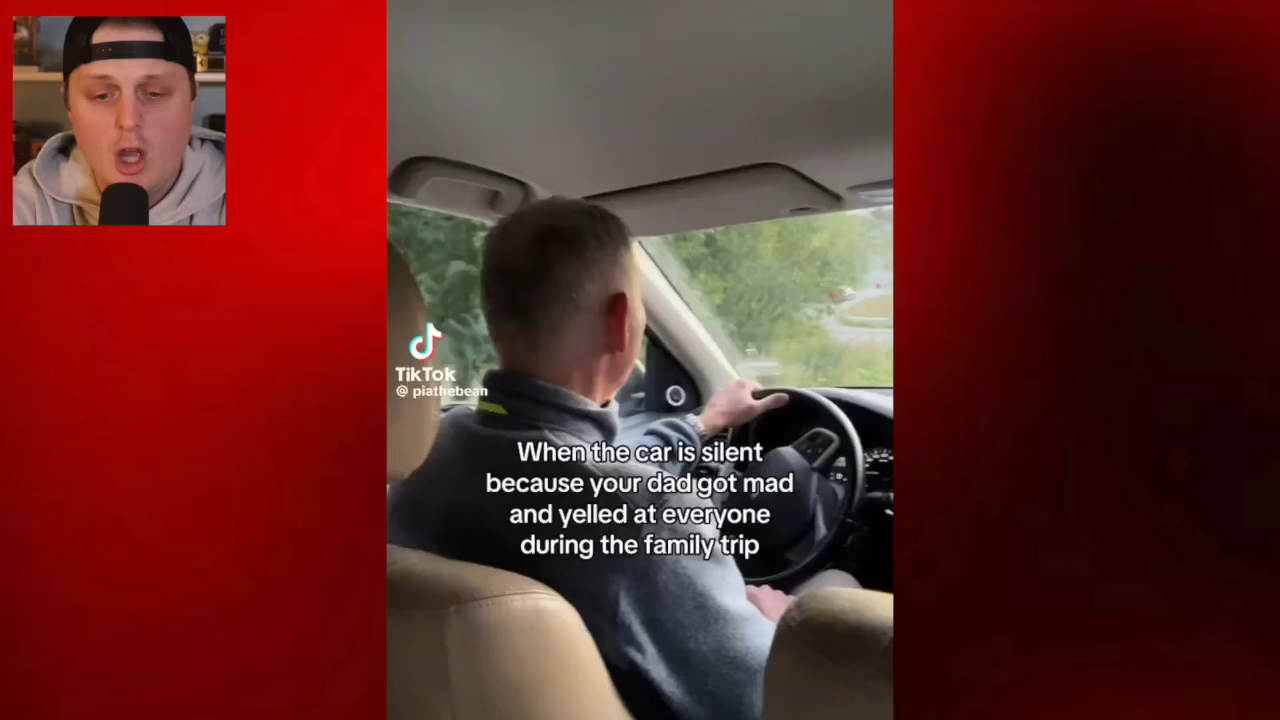 TikTok
@ piathebean
When the car is silent
because your dad got mad
and yelled at everyone
during the family trip